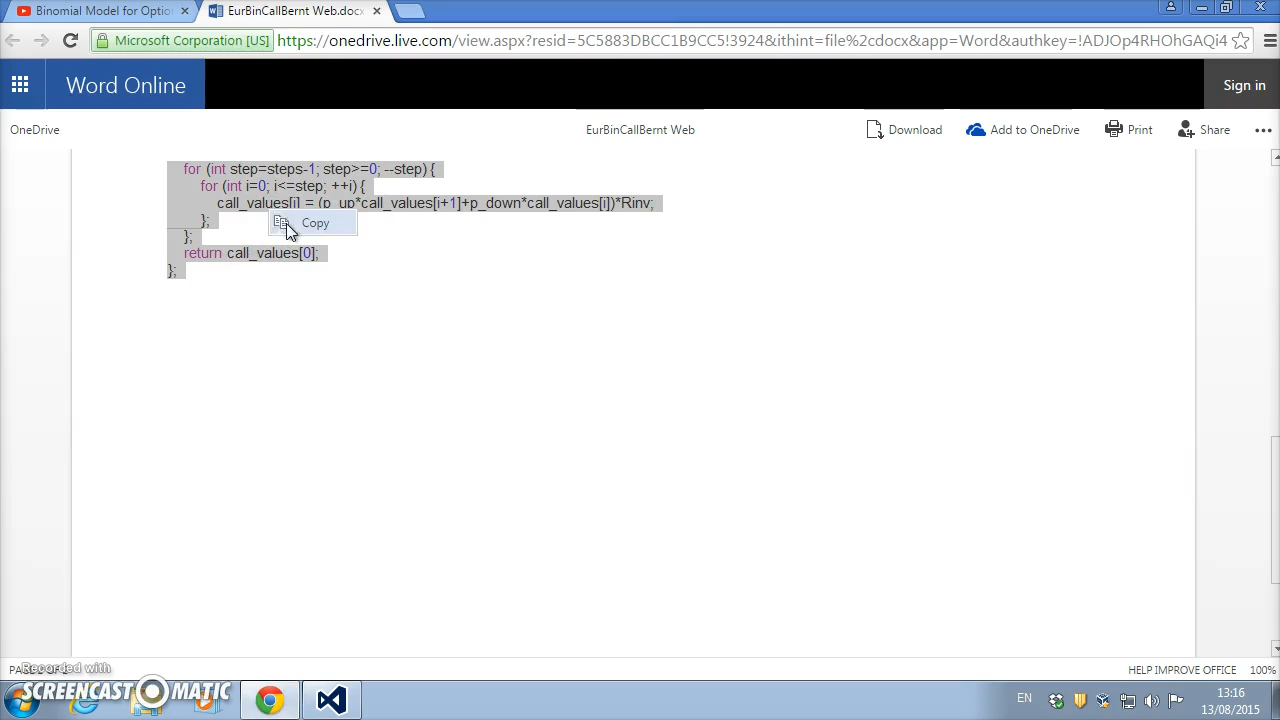 Binomial Model for Optio
EurBinCallBernt Web.docx
Microsoft Corporation [US]
https://onedrive.live.com/view.aspx?resid=5C5883DBCC1B9CC5!3924&ithint=file%2cdocx&app=Word&authkey=!ADJOp4RHOhGAQi4
Word Online
Sign in
OneDrive
EurBinCallBernt Web
Download
Add to OneDrive
Print
Share
for (int step=steps-1; step>=0; --step) {
for (int i=0; i<=step; ++i) {
call_values[i] = (p_up*call_values[i+1]+p_down*call_values[i])*Rinv;
};
Copy
};
return call_values[0];
};
HELP IMPROVE OFFICE
100%
Recorded with
SCREENCAST MATIC
EN
13:16
13/08/2015